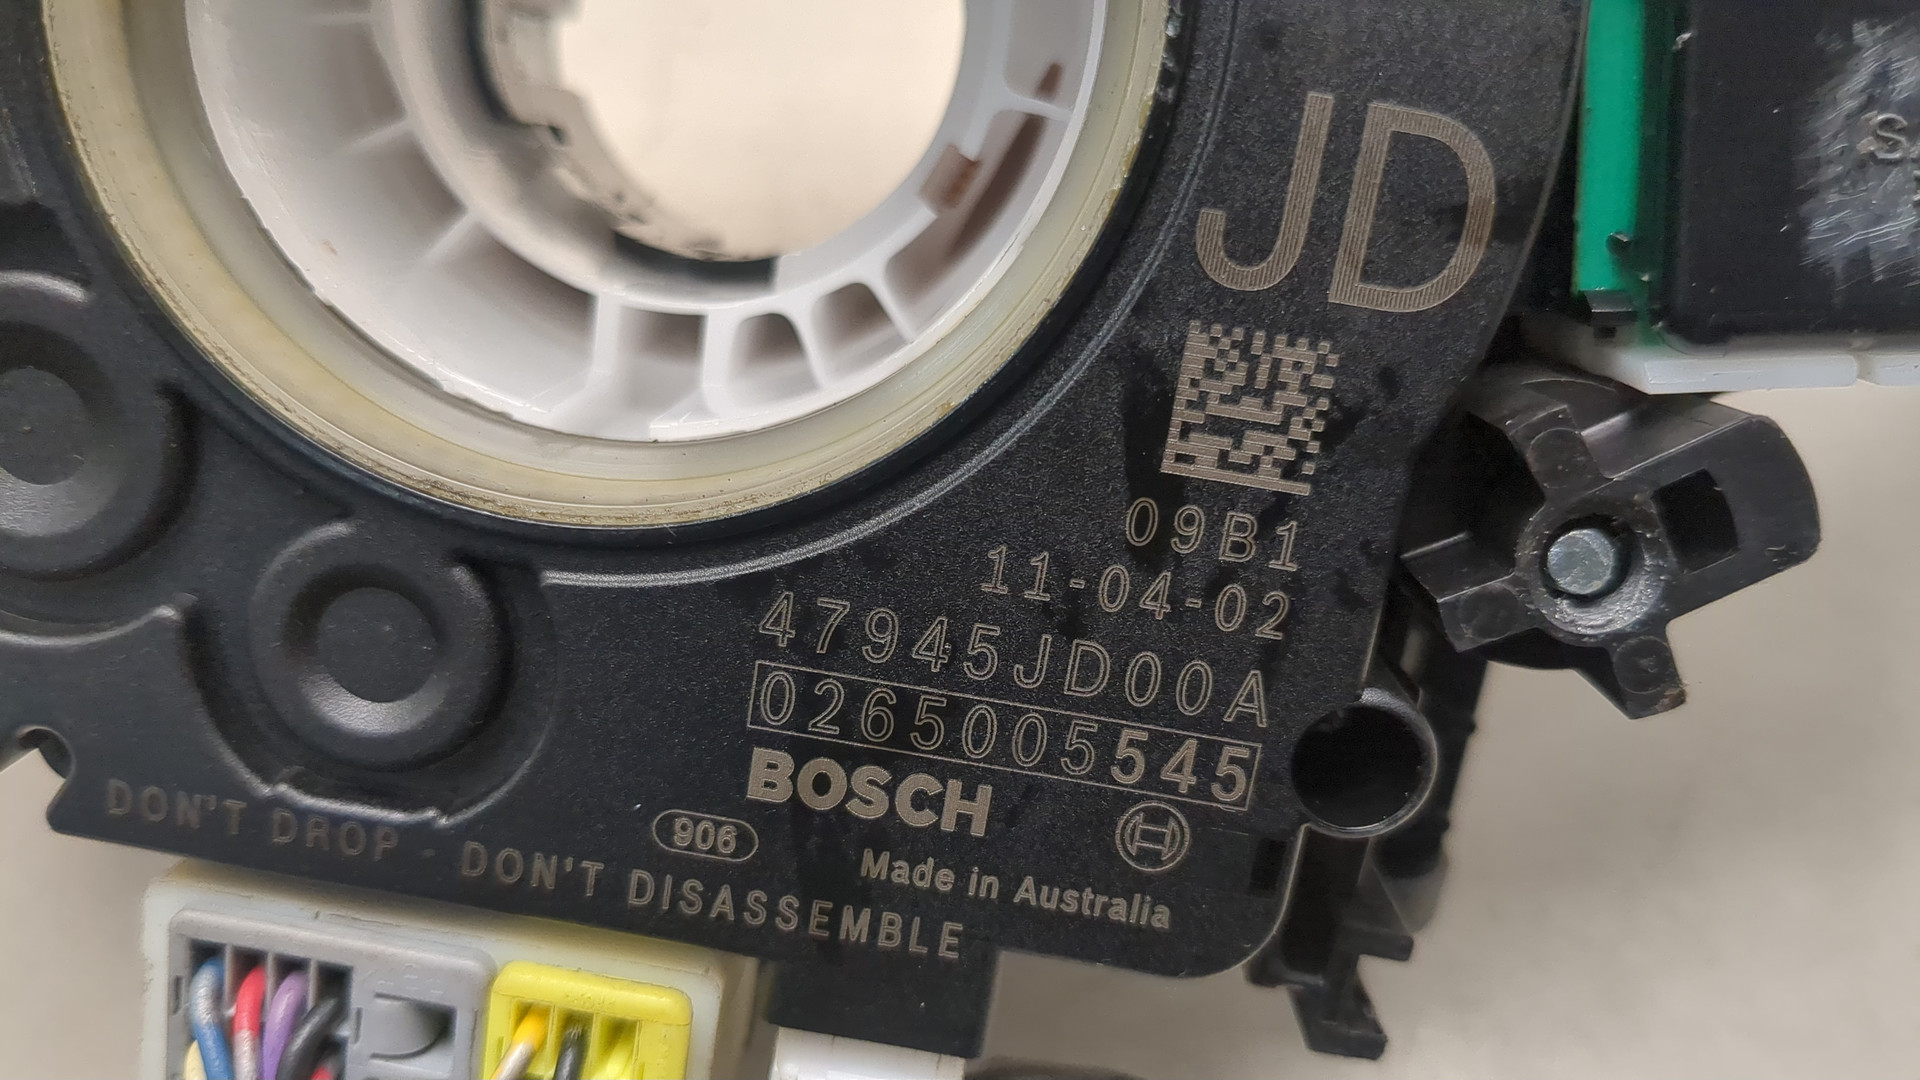 JD
09B1
11-04-02
47945JD00A
0265005545
BOSCH
906
Made in Australia
DON'T DROP - DON'T DISASSEMBLE